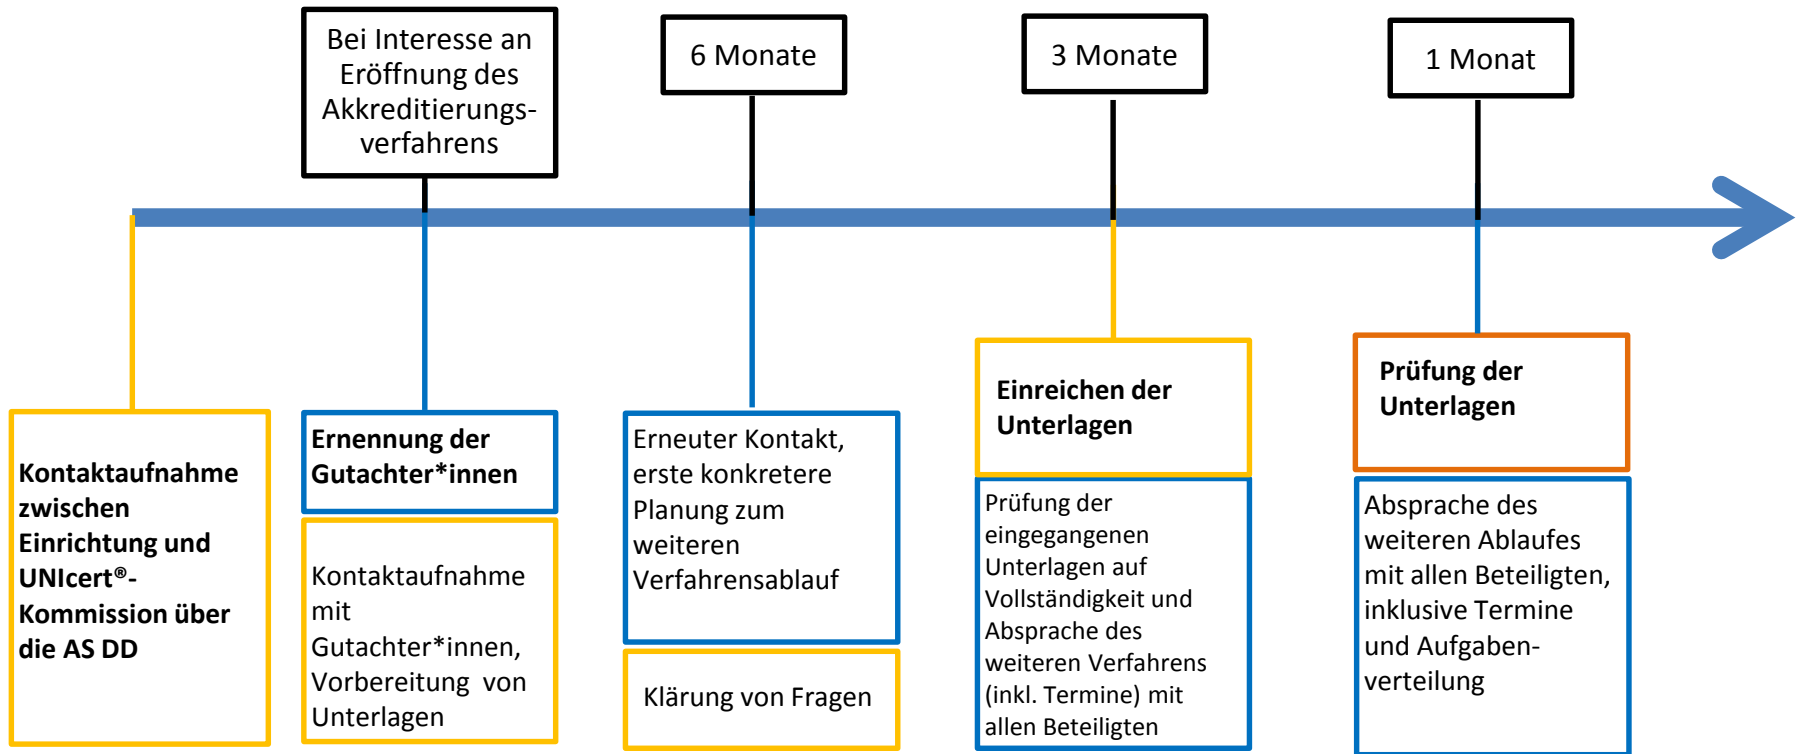 Bei Interesse an
Eröffnung des
Akkreditierungs-
verfahrens
6 Monate
3 Monate
1 Monat
Kontaktaufnahme
zwischen
Einrichtung und
UNIcert®-
Kommission über
die AS DD
Ernennung der
Gutachter*innen
Kontaktaufnahme
mit
Gutachter*innen,
Vorbereitung von
Unterlagen
Erneuter Kontakt,
erste konkretere
Planung zum
weiteren
Verfahrensablauf
Klärung von Fragen
Einreichen der
Unterlagen
Prüfung der
eingegangenen
Unterlagen auf
Vollständigkeit und
Absprache des
weiteren Verfahrens
(inkl. Termine) mit
allen Beteiligten
Prüfung der
Unterlagen
Absprache des
weiteren Ablaufes
mit allen Beteiligten,
inklusive Termine
und Aufgaben-
verteilung